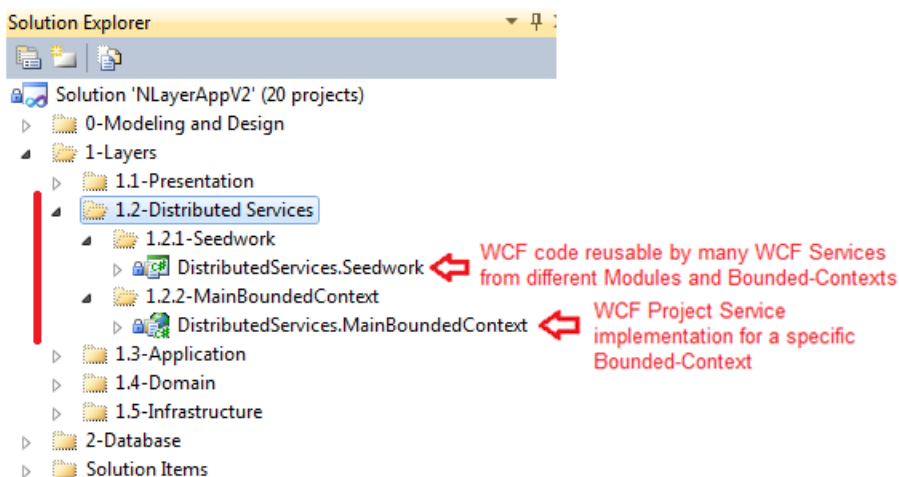 Solution Explorer
Solution 'NLayerAppV2' (20 projects)
0-Modeling and Design
1-Layers
1.1-Presentation
1.2-Distributed Services
1.2.1-Seedwork
DistributedServices.Seedwork
WCF code reusable by many WCF Services
from different Modules and Bounded-Contexts
1.2.2-MainBoundedContext
DistributedServices.MainBoundedContext
WCF Project Service
implementation for a specific
Bounded-Context
1.3-Application
1.4-Domain
1.5-Infrastructure
2-Database
Solution Items